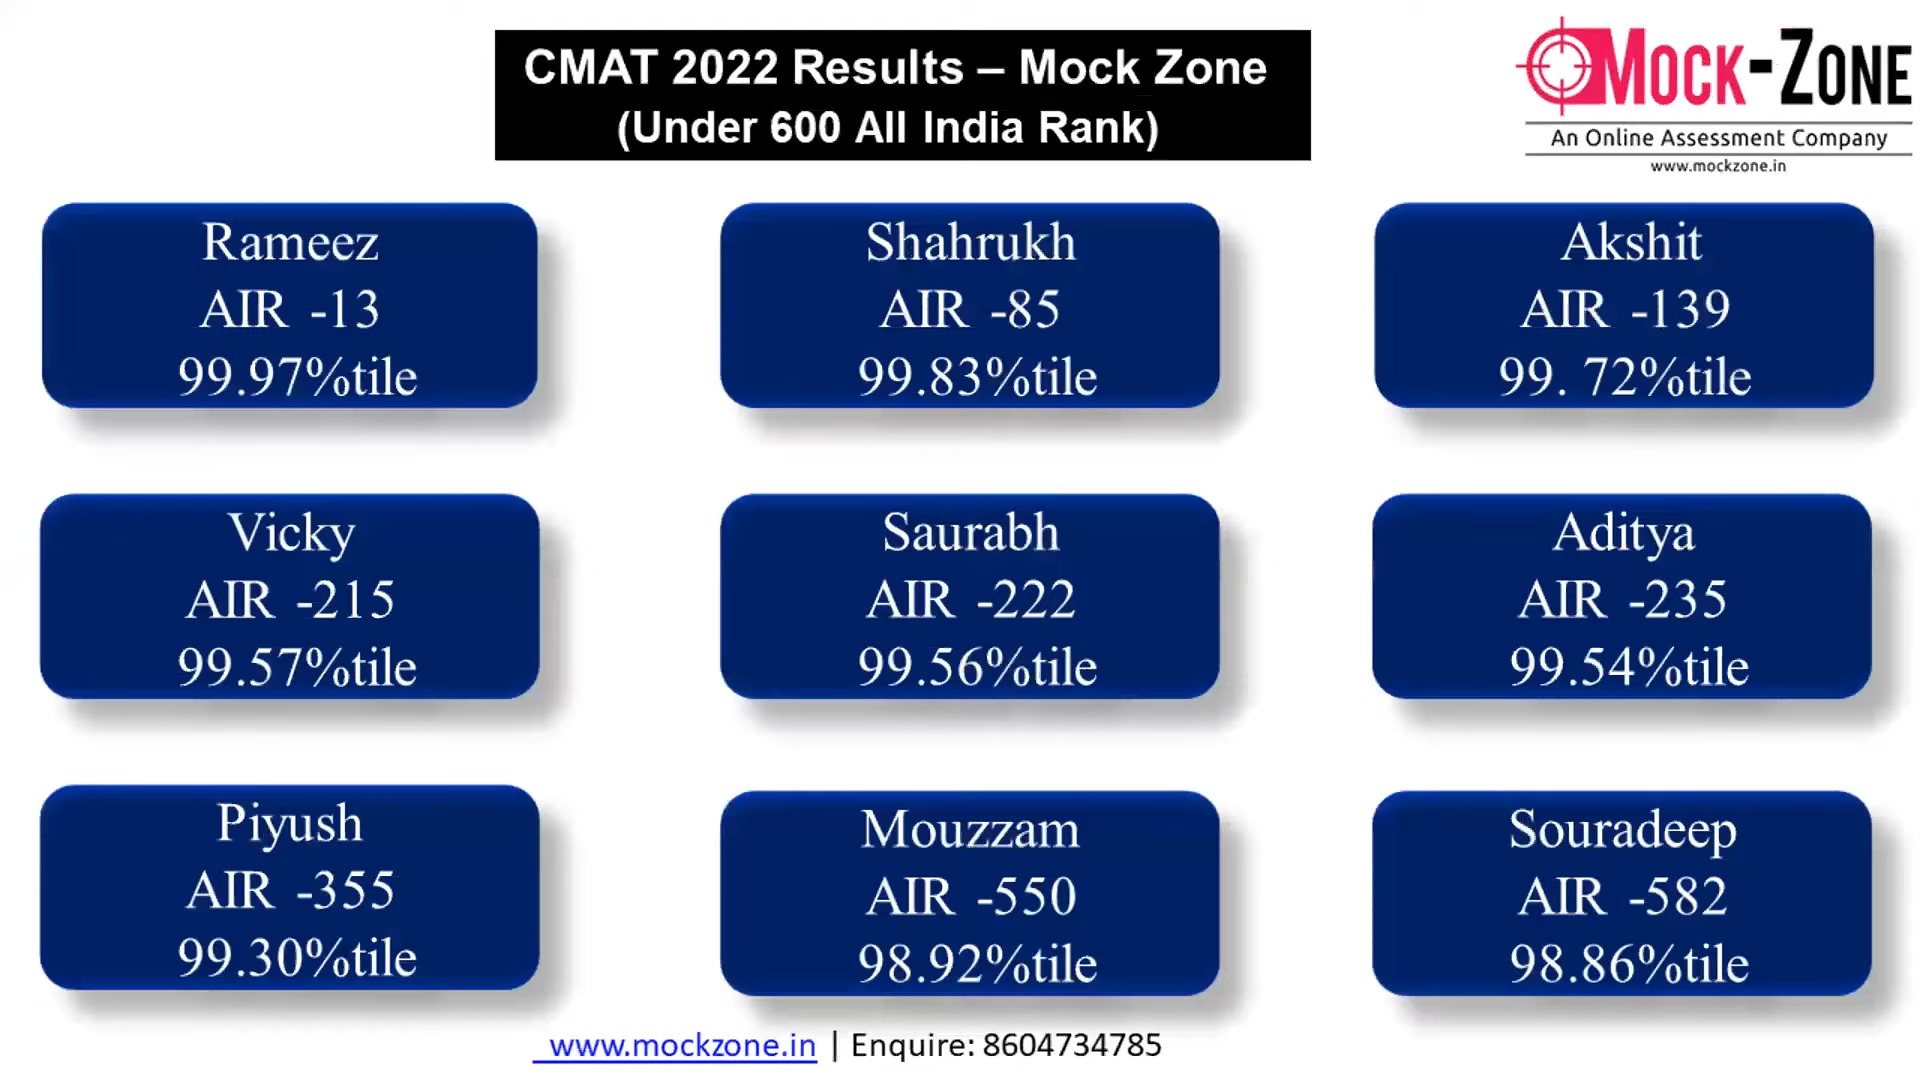 CMAT 2022 Results – Mock Zone
(Under 600 All India Rank)
MOCK-ZONE
An Online Assessment Company
www.mockzone.in
Rameez
AIR -13
99.97%tile
Shahrukh
AIR -85
99.83%tile
Akshit
AIR -139
99. 72%tile
Vicky
AIR -215
99.57%tile
Saurabh
AIR -222
99.56%tile
Aditya
AIR -235
99.54%tile
Piyush
AIR -355
99.30%tile
Mouzzam
AIR -550
98.92%tile
Souradeep
AIR -582
98.86%tile
www.mockzone.in | Enquire: 8604734785